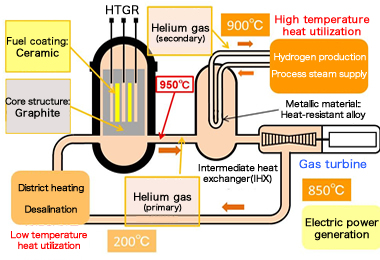 HTGR
Fuel coating:
Ceramic
Core structure:
Graphite
Helium gas
(secondary)
900℃
High temperature
heat utilization
Hydrogen production
Process steam supply
950℃
Metallic material:
Heat-resistant alloy
Intermediate heat
exchanger(IHX)
Gas turbine
Helium gas
(primary)
850℃
District heating
Desalination
Electric power
generation
Low temperature
heat utilization
200℃